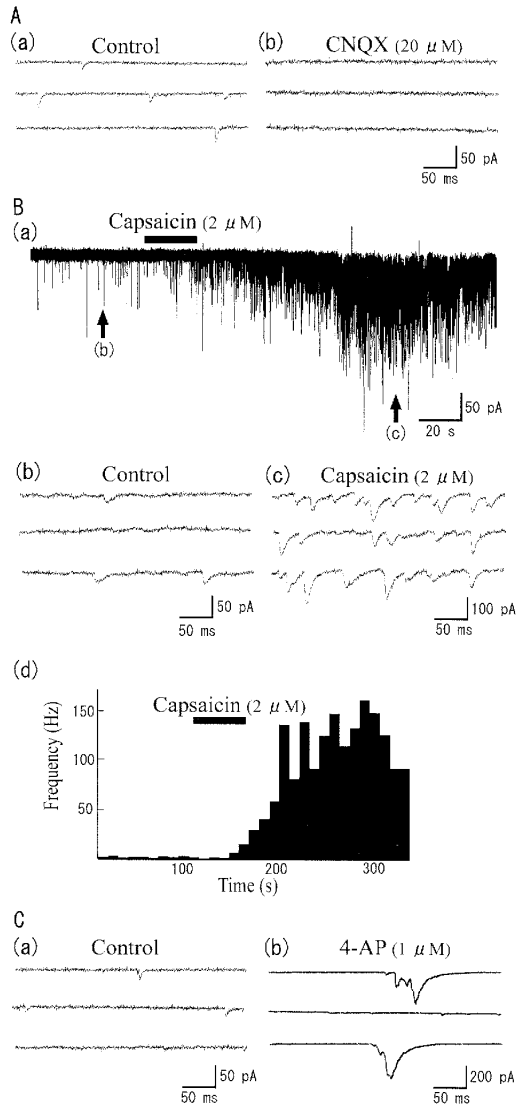 A
(a) Control
(b) CNQX (20 μM)
50 pA
50 ms
B
(a)
Capsaicin (2 μM)
(b)
(c)
50 pA
20 s
(b) Control
(c) Capsaicin (2 μM)
50 pA
50 ms
100 pA
50 ms
(d)
Capsaicin (2 μM)
Frequency (Hz)
150
100
50
100 200 300
Time (s)
C
(a) Control
(b) 4-AP (1 μM)
50 pA
50 ms
200 pA
50 ms